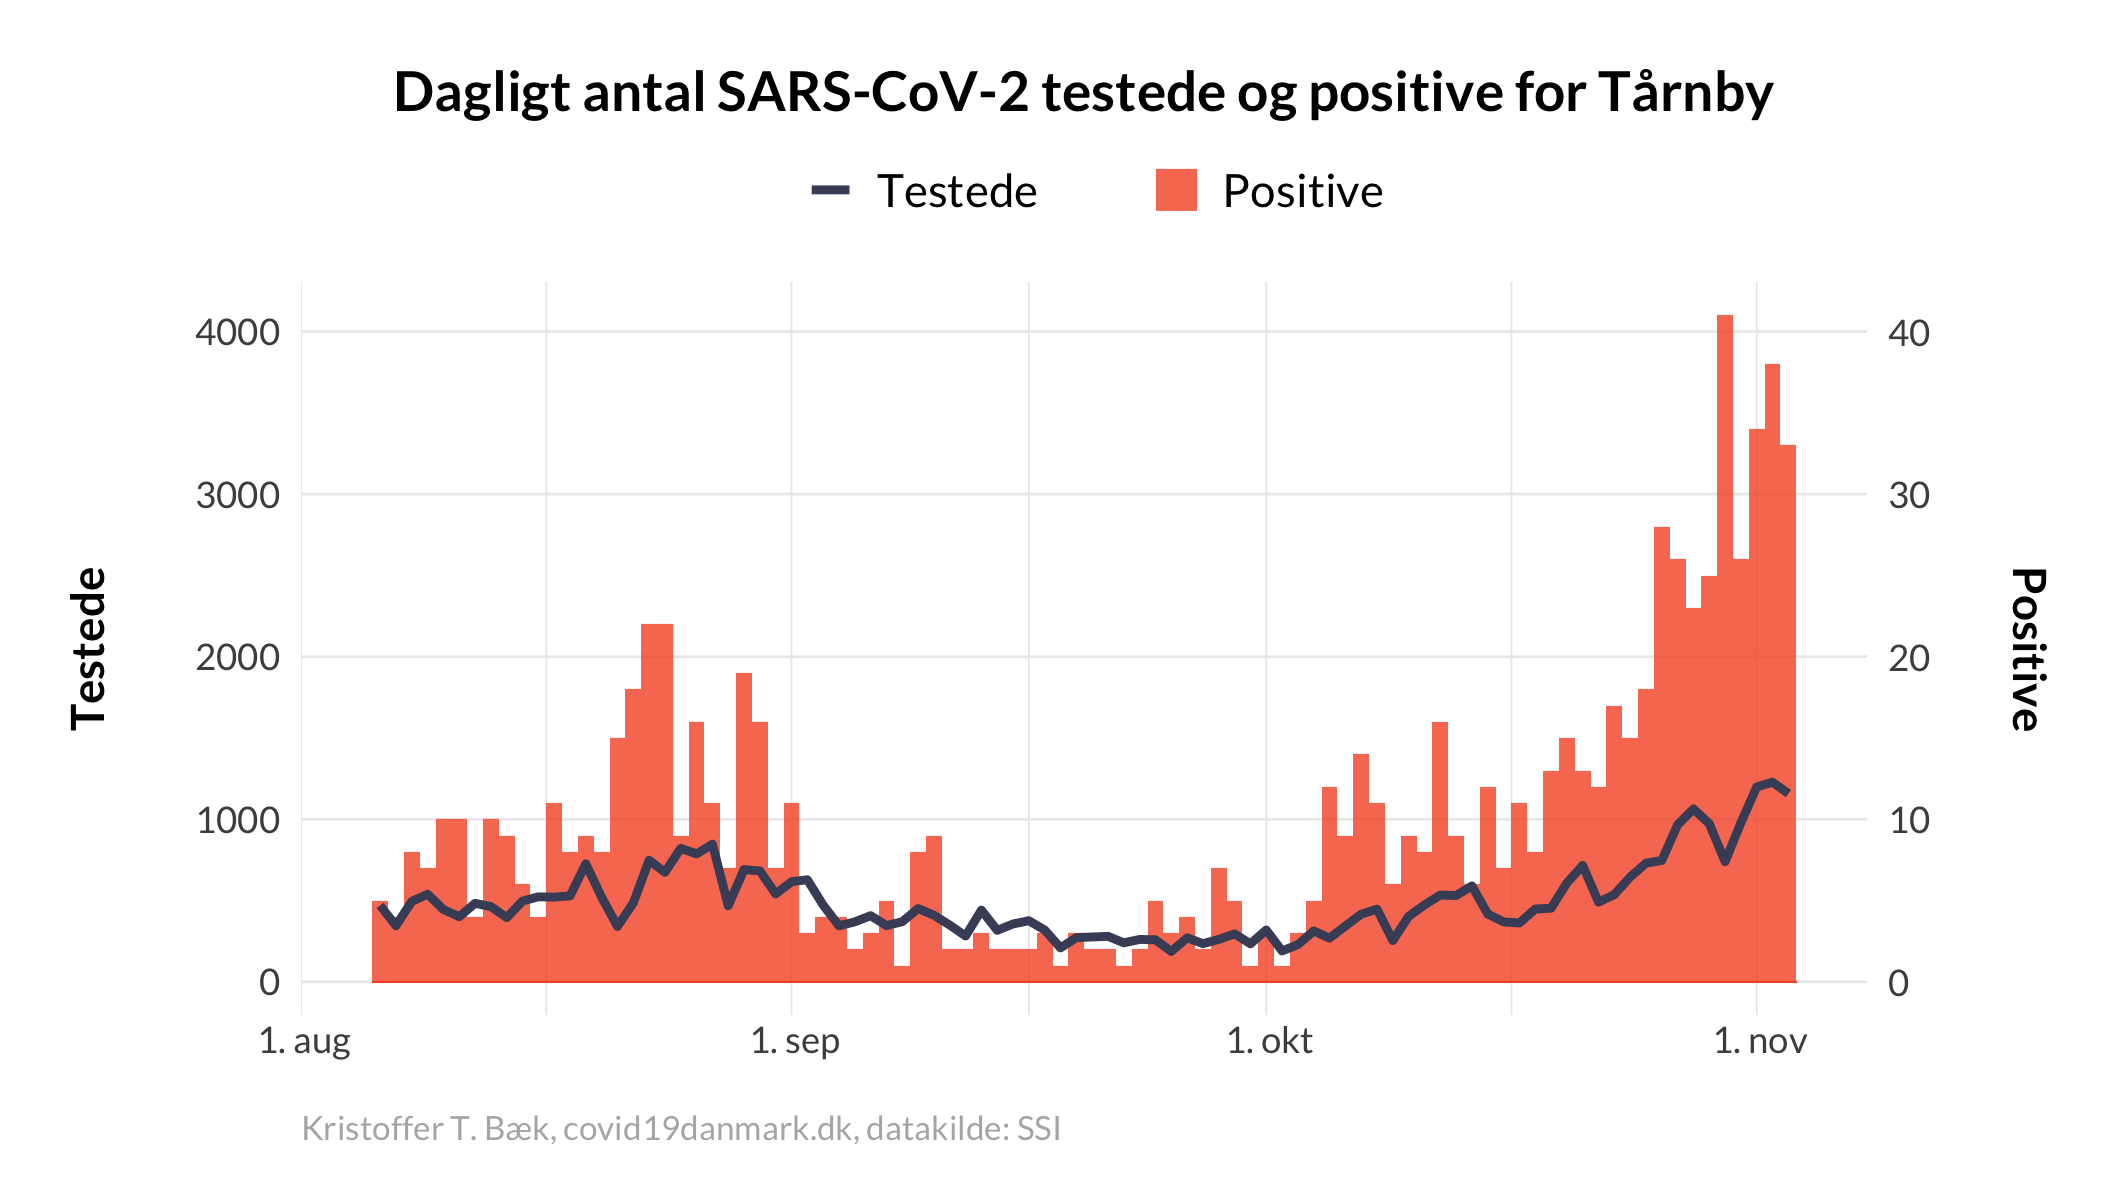 Dagligt antal SARS-CoV-2 testede og positive for Tårnby
Testede
Positive
4000
3000
2000
1000
0
40
30
20
10
0
Testede
Positive
1. aug
1. sep
1. okt
1. nov
Kristoffer T. Bæk, covid19danmark.dk, datakilde: SSI